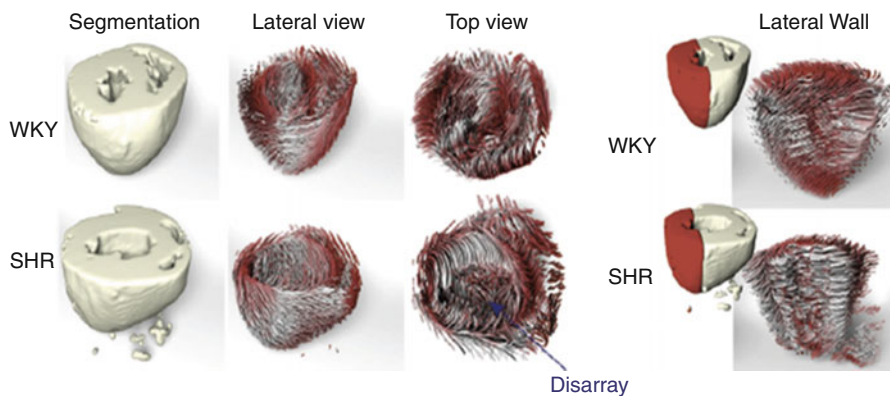 Segmentation Lateral view Top view Lateral Wall
WKY
WKY
SHR
SHR
Disarray